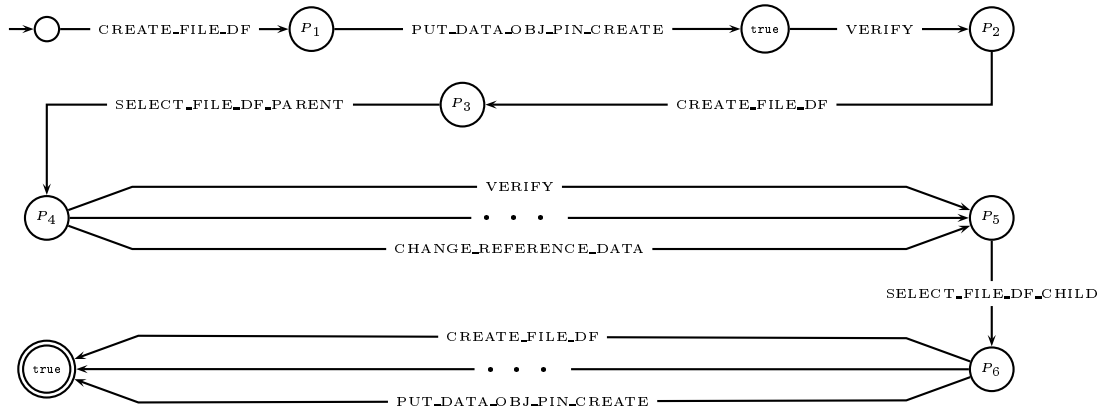 CREATE_FILE_DF P1 PUT_DATA_OBJ_PIN_CREATE true VERIFY P2
SELECT_FILE_DF_PARENT P3 CREATE_FILE_DF
VERIFY
P4 . . . P5
CHANGE_REFERENCE_DATA
SELECT_FILE_DF_CHILD
CREATE_FILE_DF
true . . . P6
PUT_DATA_OBJ_PIN_CREATE